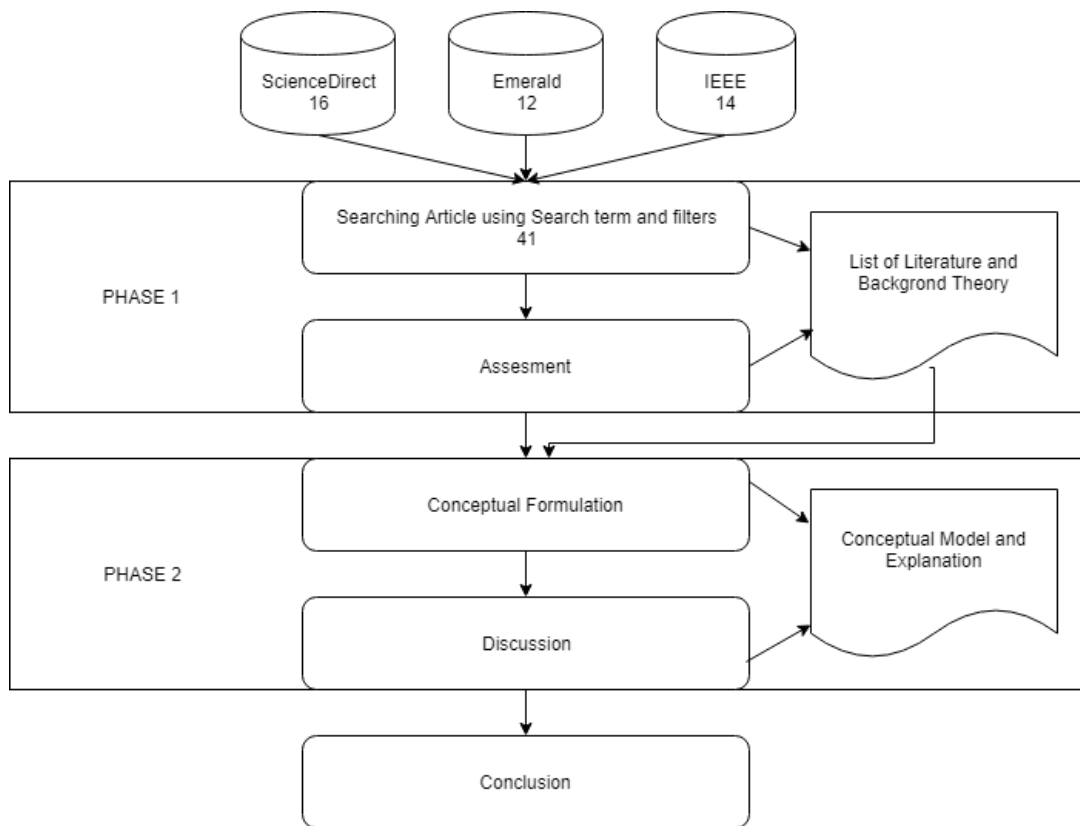 ScienceDirect
16
Emerald
12
IEEE
14
Searching Article using Search term and filters
41
PHASE 1
List of Literature and
Backgrond Theory
Assesment
Conceptual Formulation
PHASE 2
Conceptual Model and
Explanation
Discussion
Conclusion